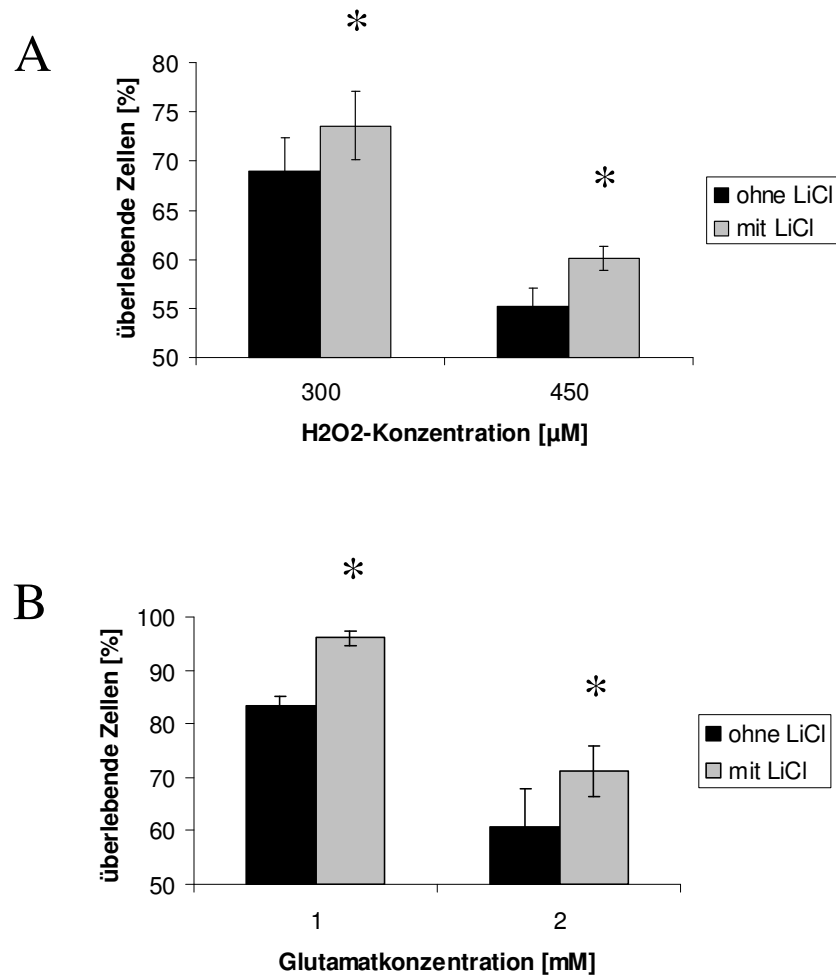 A
*
80
75
70
65
60
55
50
*
überlebende Zellen [%]
ohne LiCl
mit LiCl
300 450
H2O2-Konzentration [µM]
B
*
100
90
80
70
60
50
*
überlebende Zellen [%]
ohne LiCl
mit LiCl
1 2
Glutamatkonzentration [mM]